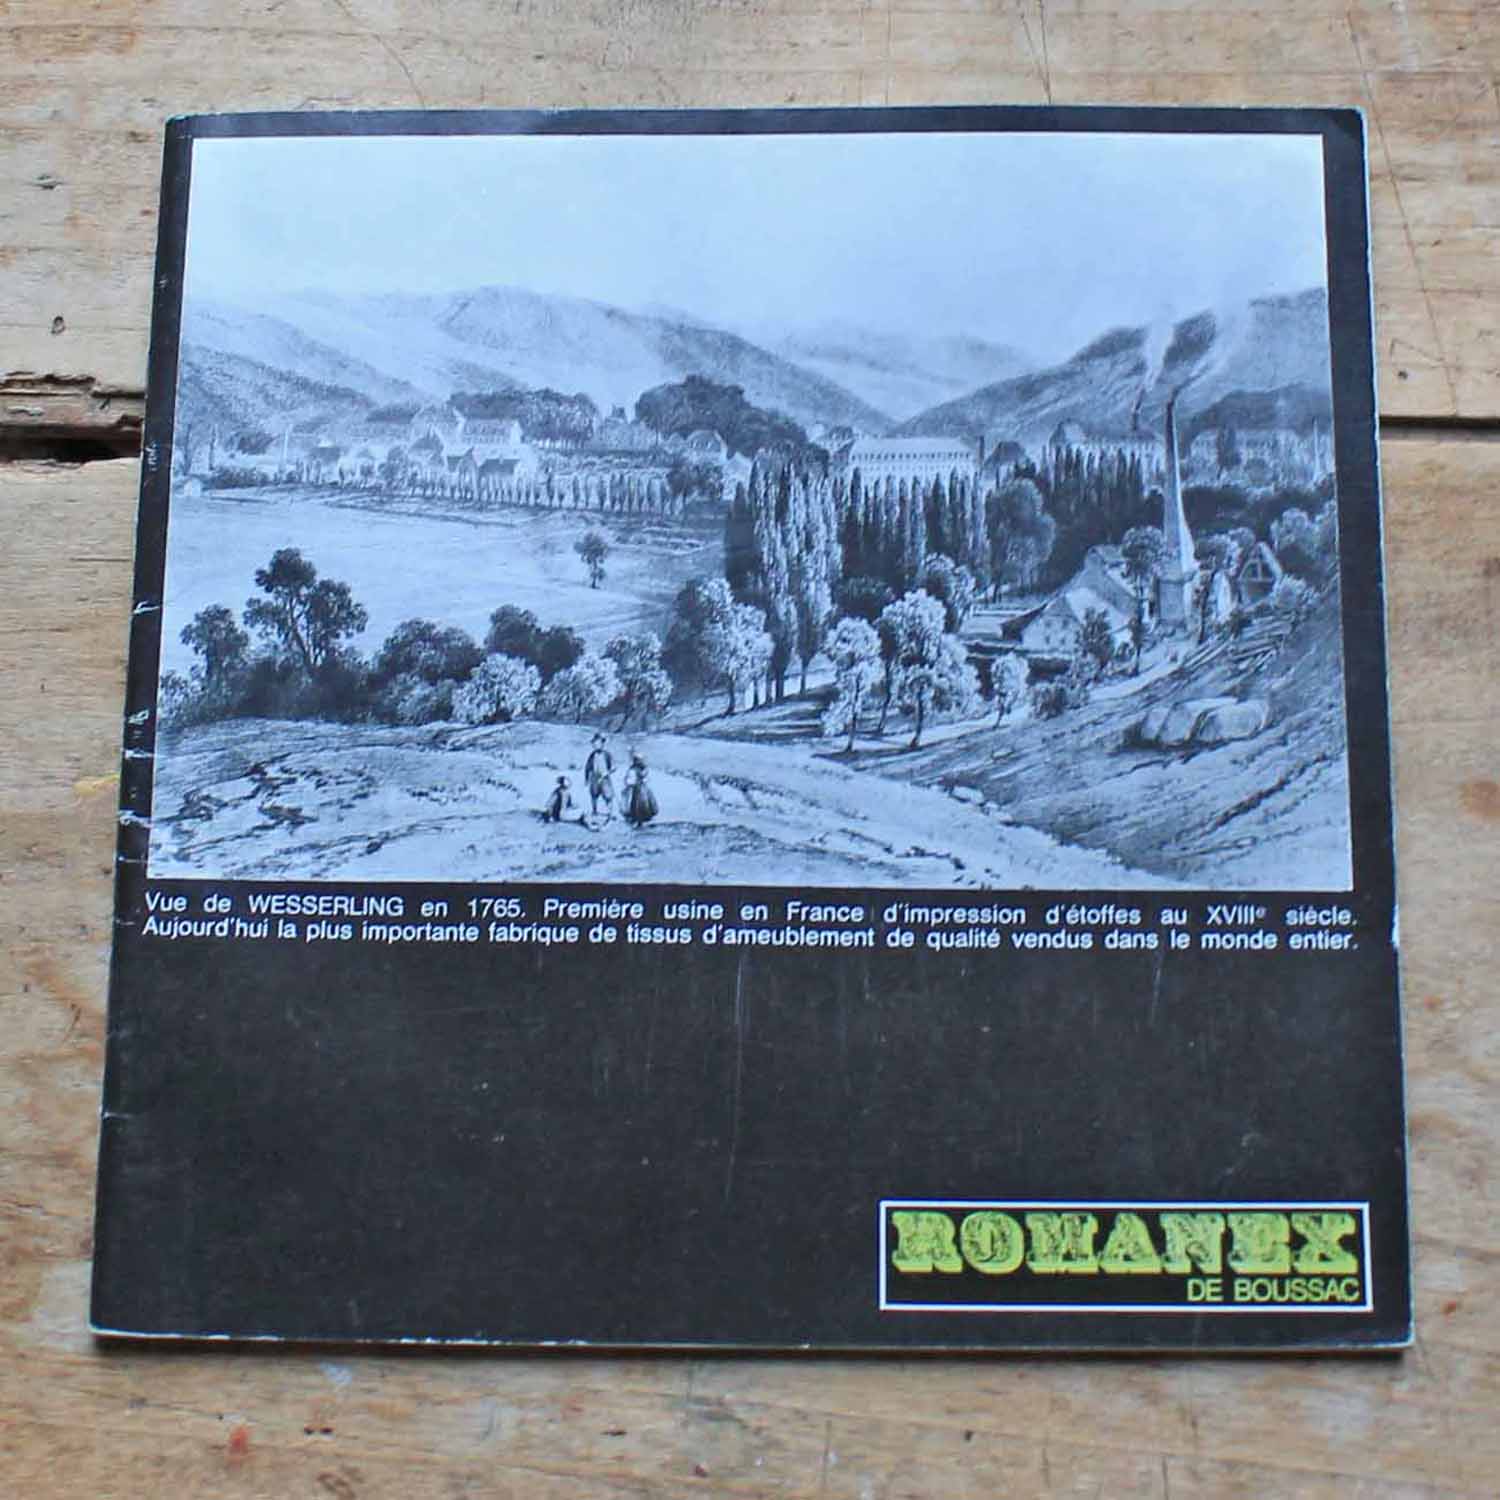 Vue de WESSERLING en 1765. Première usine en France d'impression d'étoffes au XVIIIᵉ siècle.
Aujourd'hui la plus importante fabrique de tissus d'ameublement de qualité vendus dans le monde entier.
ROMANEX
DE BOUSSAC